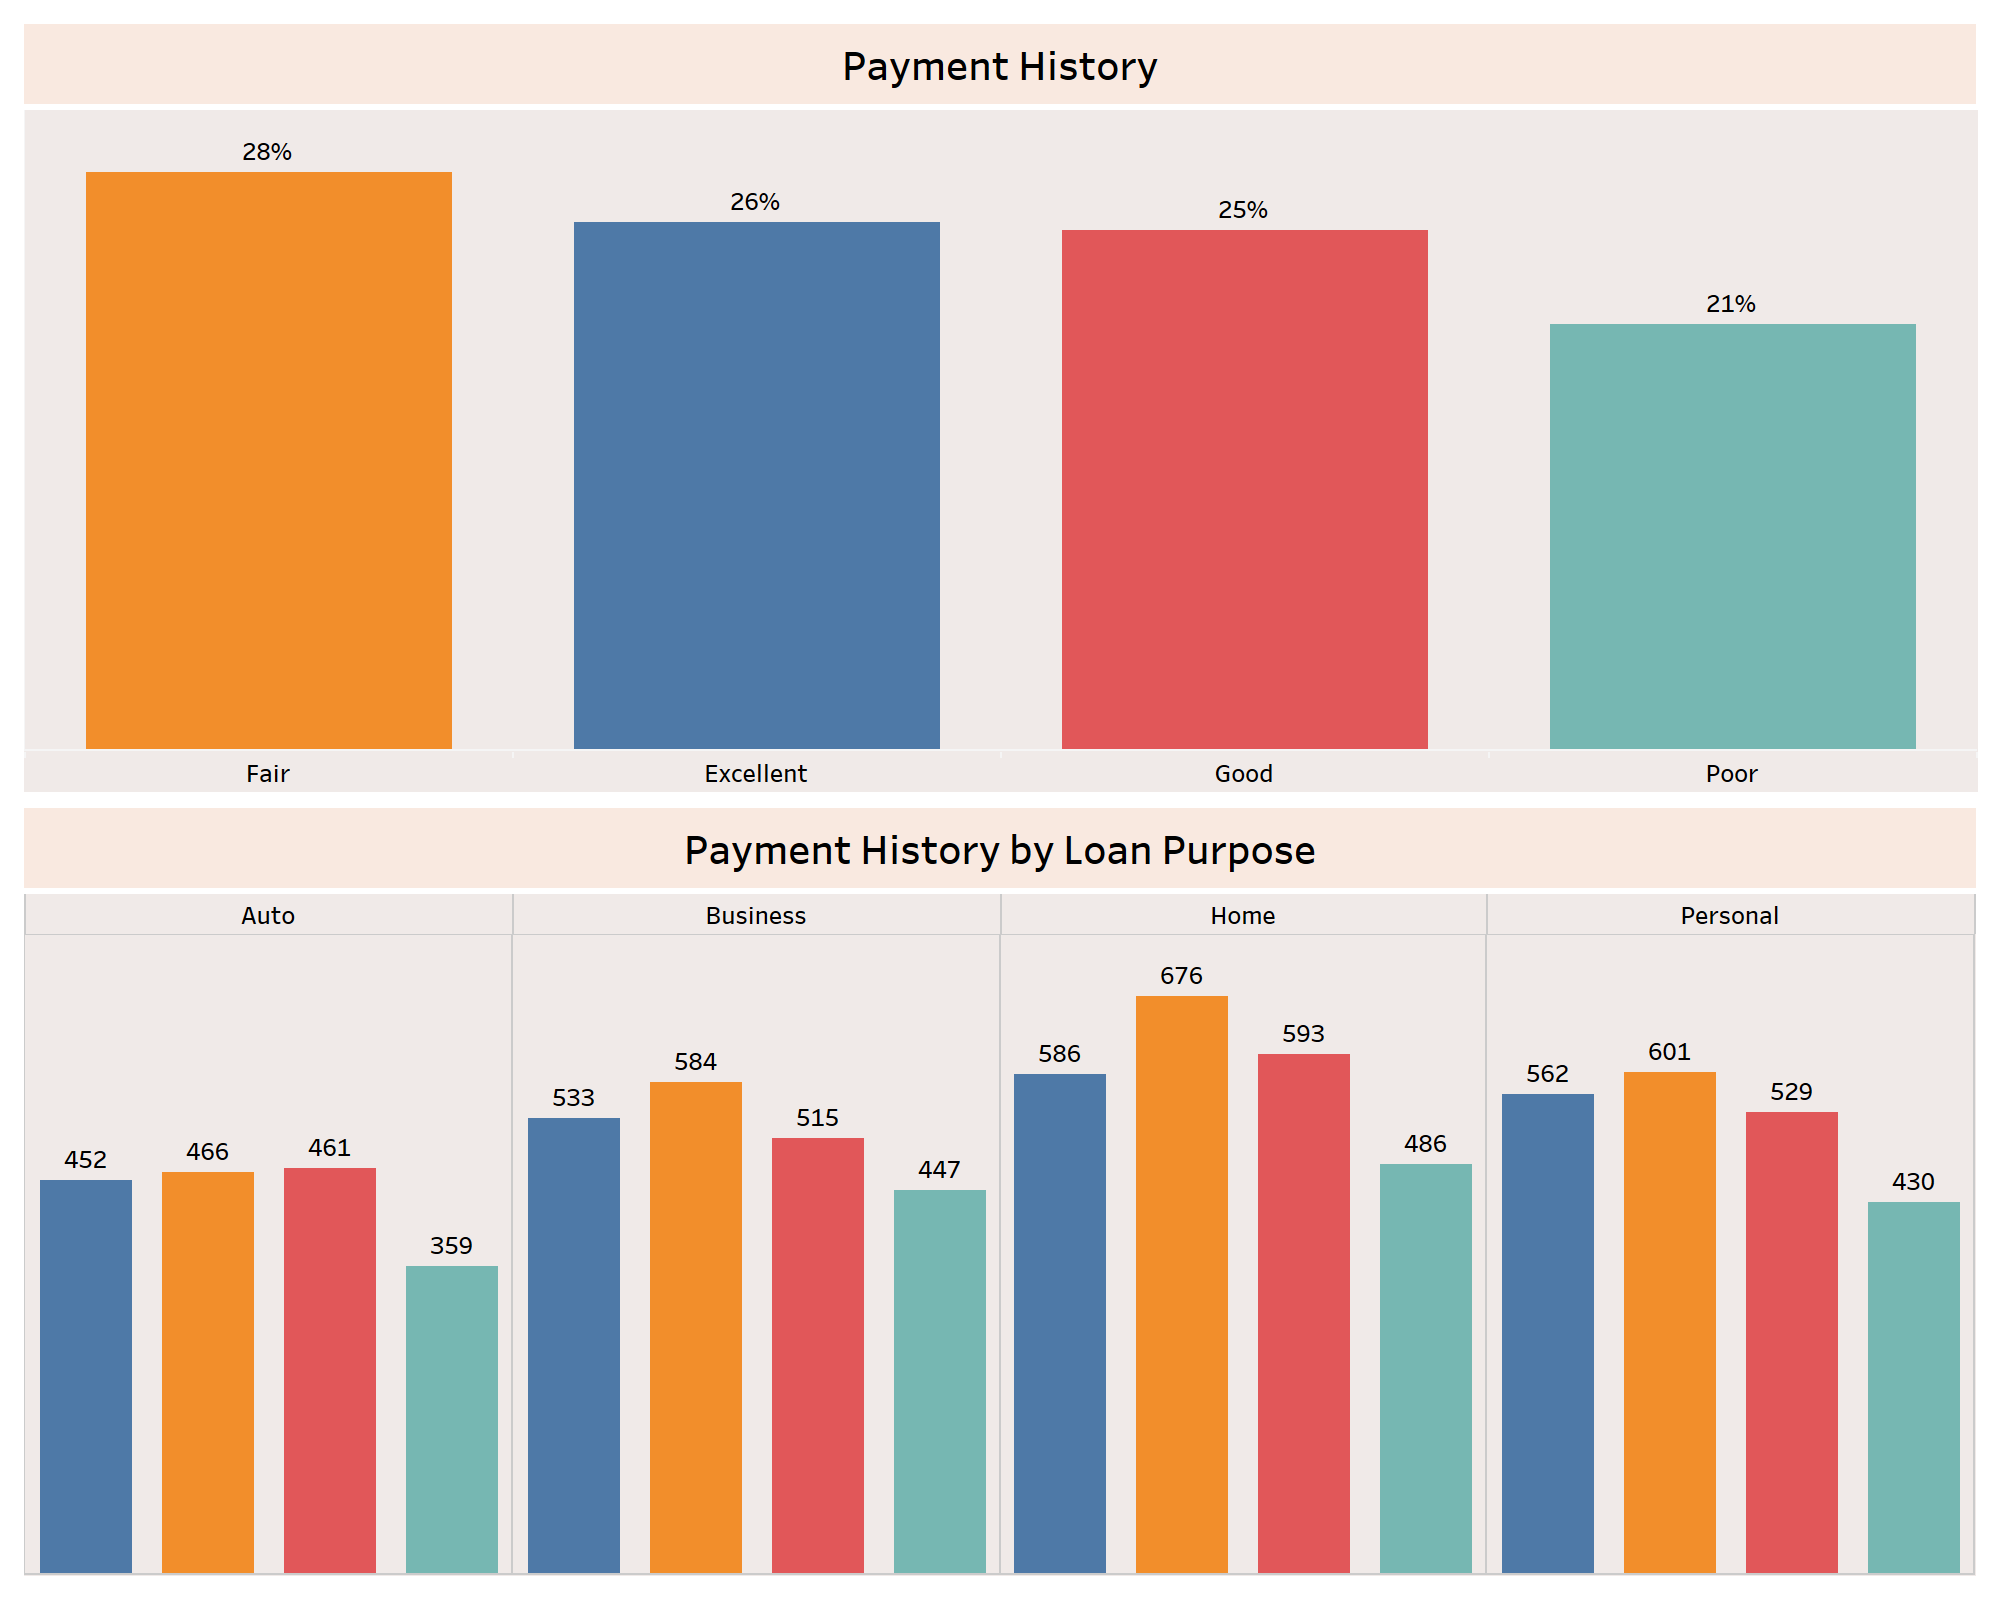 Payment History
28%
26%
25%
21%
Fair Excellent Good Poor
Payment History by Loan Purpose
Auto Business Home Personal
452 466 461 359 533 584 515 447 586 676 593 486 562 601 529 430